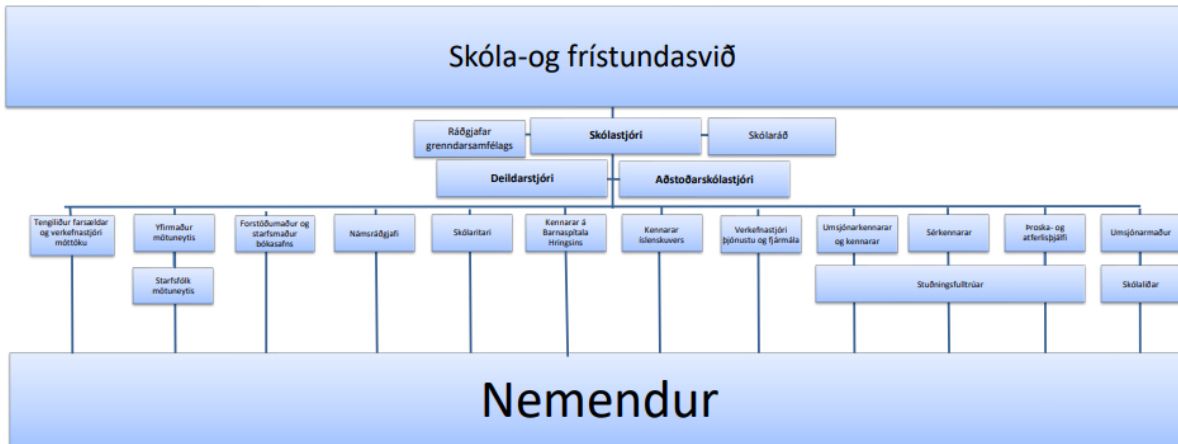 Skóla-og frístundasvið
Ráðgjafar
grenndarsamfélags
Skólastjóri
Skólaráð
Deildarstjóri
Aðstoðarskólastjóri
Tengiliður farsældar
og verkefnastjóri
móttöku
Yfirmaður
mötuneytis
Forstöðumaður og
starfsmaður
bókasafns
Námsráðgjafi
Skólaritari
Kennarar á
Barnaspítala
Hringsins
Kennarar
íslenskuvers
Verkefnastjóri
þjónustu og fjármála
Umsjónarkennarar
og kennarar
Sérkennarar
Þroska- og
atferlisþjálfi
Umsjónarmaður
Starfsfólk
mötuneytis
Stuðningsfulltrúar
Skólaliðar
Nemendur